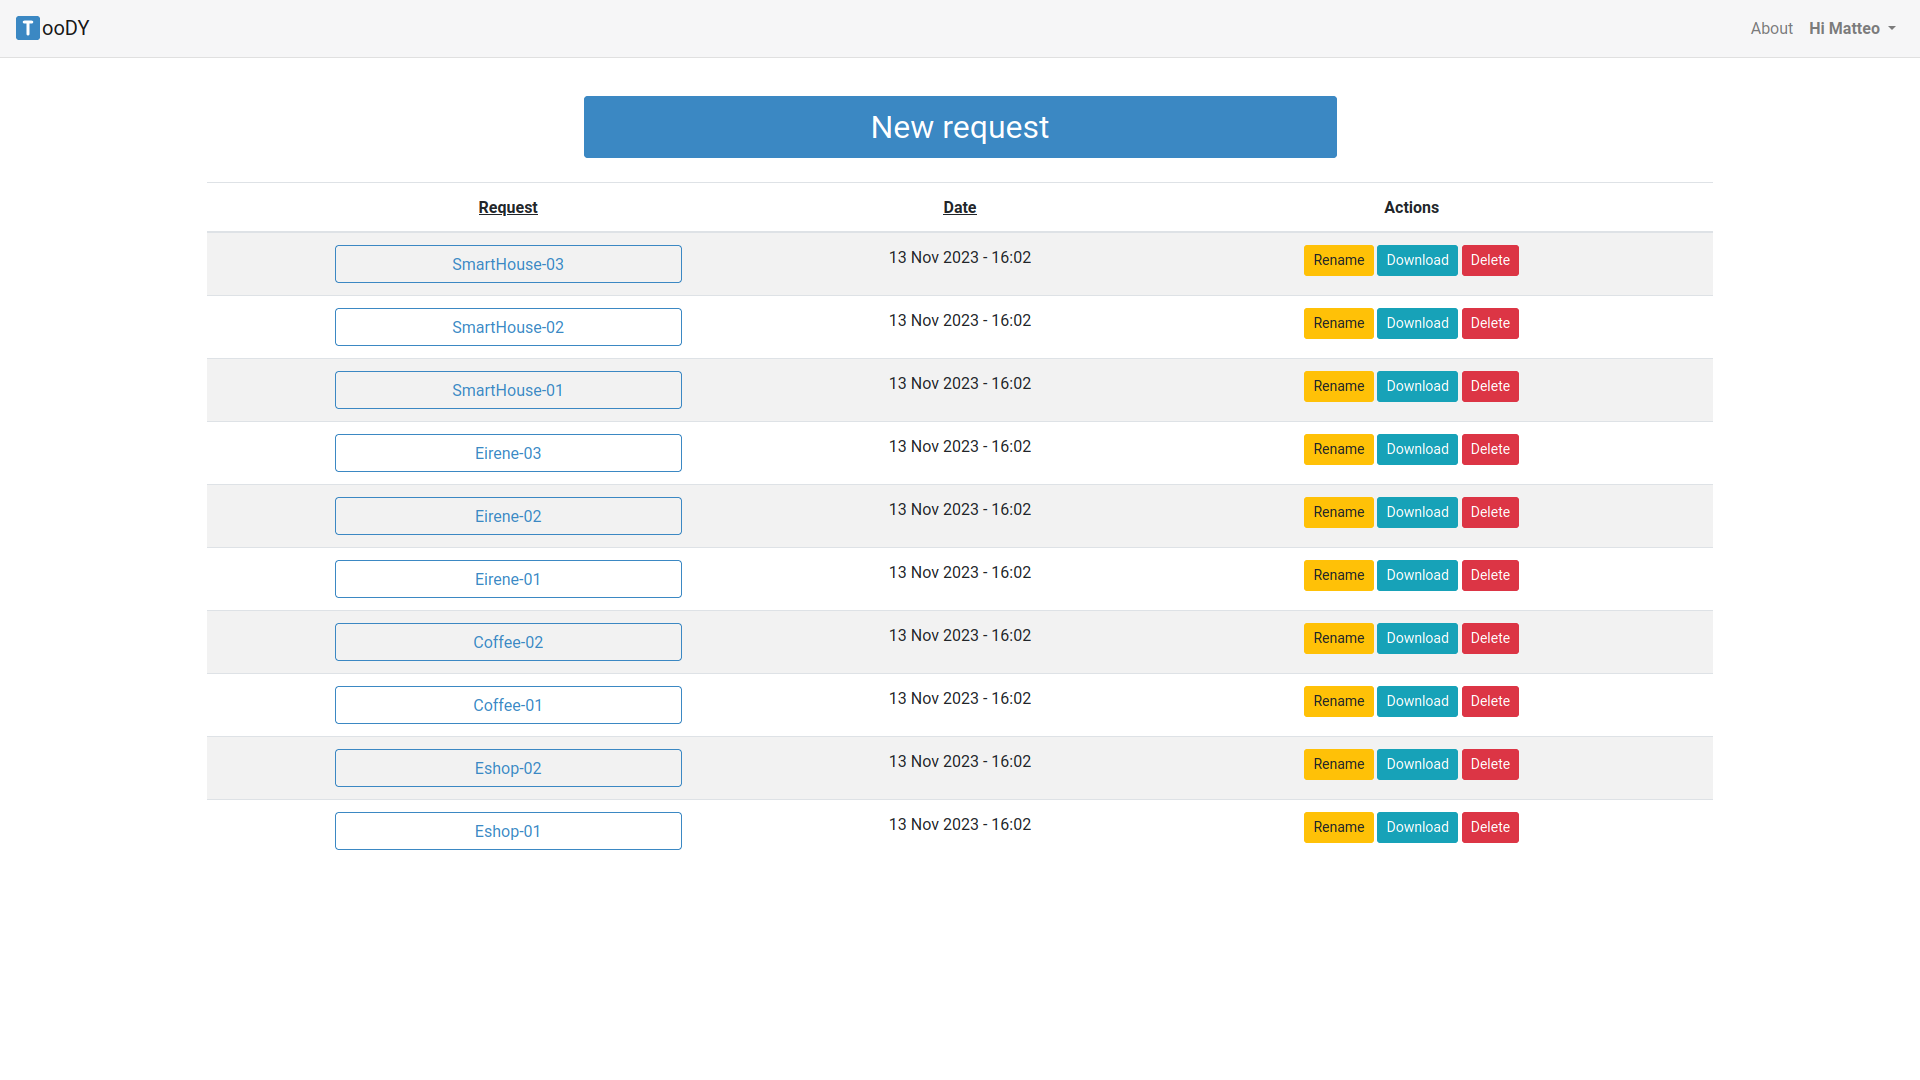 TooDY About Hi Matteo
New request
Request Date Actions
SmartHouse-03 13 Nov 2023 - 16:02 Rename Download Delete
SmartHouse-02 13 Nov 2023 - 16:02 Rename Download Delete
SmartHouse-01 13 Nov 2023 - 16:02 Rename Download Delete
Eirene-03 13 Nov 2023 - 16:02 Rename Download Delete
Eirene-02 13 Nov 2023 - 16:02 Rename Download Delete
Eirene-01 13 Nov 2023 - 16:02 Rename Download Delete
Coffee-02 13 Nov 2023 - 16:02 Rename Download Delete
Coffee-01 13 Nov 2023 - 16:02 Rename Download Delete
Eshop-02 13 Nov 2023 - 16:02 Rename Download Delete
Eshop-01 13 Nov 2023 - 16:02 Rename Download Delete